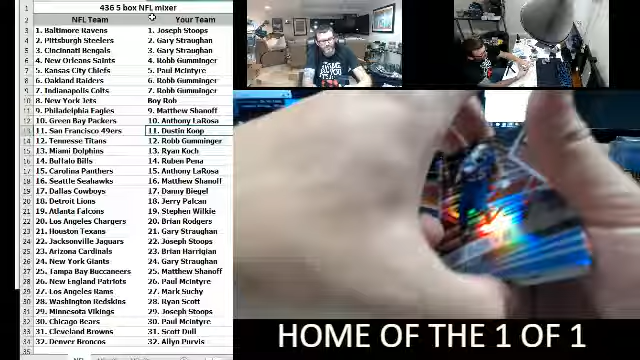 436 5 box NFL mixer
NFL Team Your Team
1. Baltimore Ravens 1. Joseph Stoops
2. Pittsburgh Steelers 2. Gary Straughan
3. Cincinnati Bengals 3. Gary Straughan
4. New Orleans Saints 4. Robb Gumminger
5. Kansas City Chiefs 5. Paul McIntyre
6. Oakland Raiders 6. Robb Gumminger
7. Indianapolis Colts 7. Robb Gumminger
8. New York Jets Boy Rob
9. Philadelphia Eagles 9. Matthew Shanoff
10. Green Bay Packers 10. Anthony LaRosa
11. San Francisco 49ers 11. Dustin Koop
12. Tennesse Titans 12. Robb Gumminger
13. Miami Dolphins 13. Ryan Koch
14. Buffalo Bills 14. Ruben Pena
15. Carolina Panthers 15. Anthony LaRosa
16. Seattle Seahawks 16. Matthew Shanoff
17. Dallas Cowboys 17. Danny Biegel
18. Detroit Lions 18. Jerry Palcan
19. Atlanta Falcons 19. Stephen Wilkie
20. Los Angeles Chargers 20. Brian Rodgers
21. Houston Texans 21. Gary Straughan
22. Jacksonville Jaguars 22. Joseph Stoops
23. Arizona Cardinals 23. Brian Harrigian
24. New York Giants 24. Gary Straughan
25. Tampa Bay Buccaneers 25. Matthew Shanoff
26. New England Patriots 26. Paul McIntyre
27. Los Angeles Rams 27. Mark Suchy
28. Washington Redskins 28. Ryan Scott
29. Minnesota Vikings 29. Joseph Stoops
30. Chicago Bears 30. Paul McIntyre
31. Cleveland Browns 31. Scott Dull
32. Denver Broncos 32. Ailyn Purvis
HOME OF THE 1 OF 1